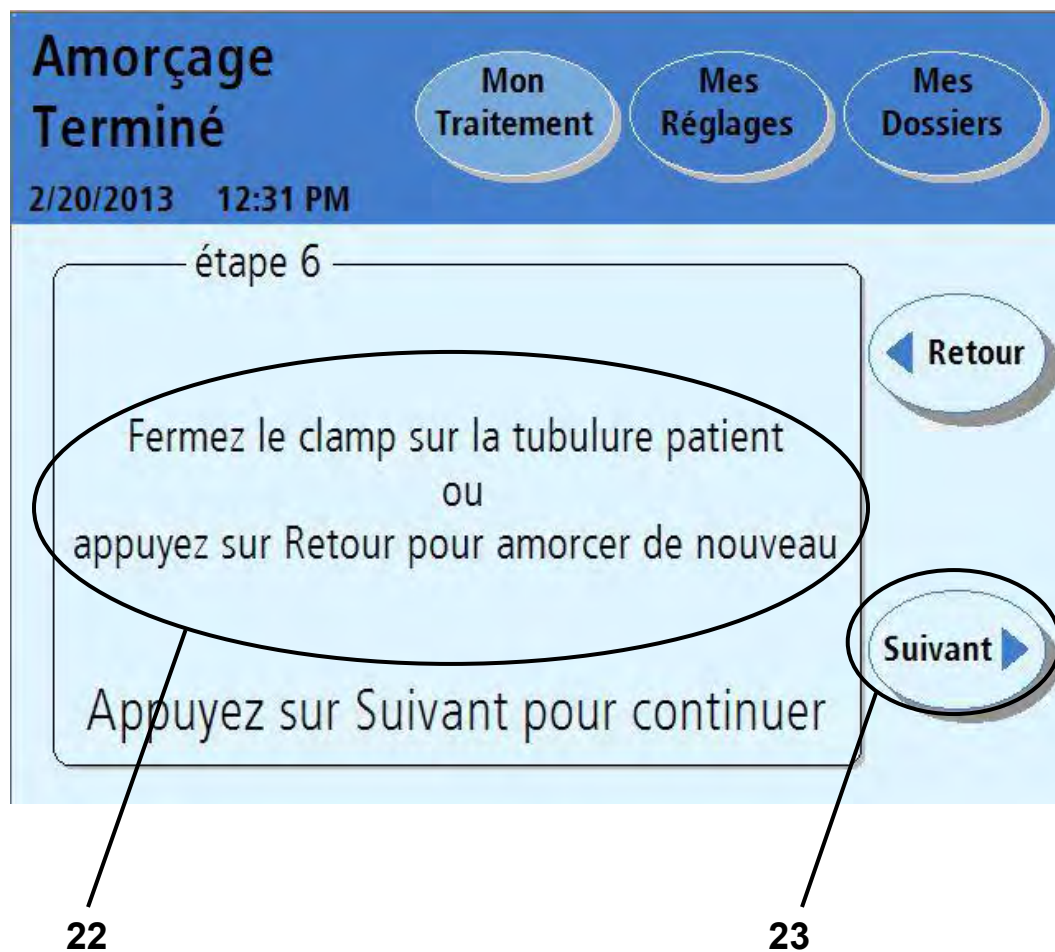 Amorçage
Terminé
2/20/2013 12:31 PM
Mon
Traitement
Mes
Réglages
Mes
Dossiers
étape 6
Fermez le clamp sur la tubulure patient
ou
appuyez sur Retour pour amorcer de nouveau
Appuyez sur Suivant pour continuer
Retour
Suivant
22
23